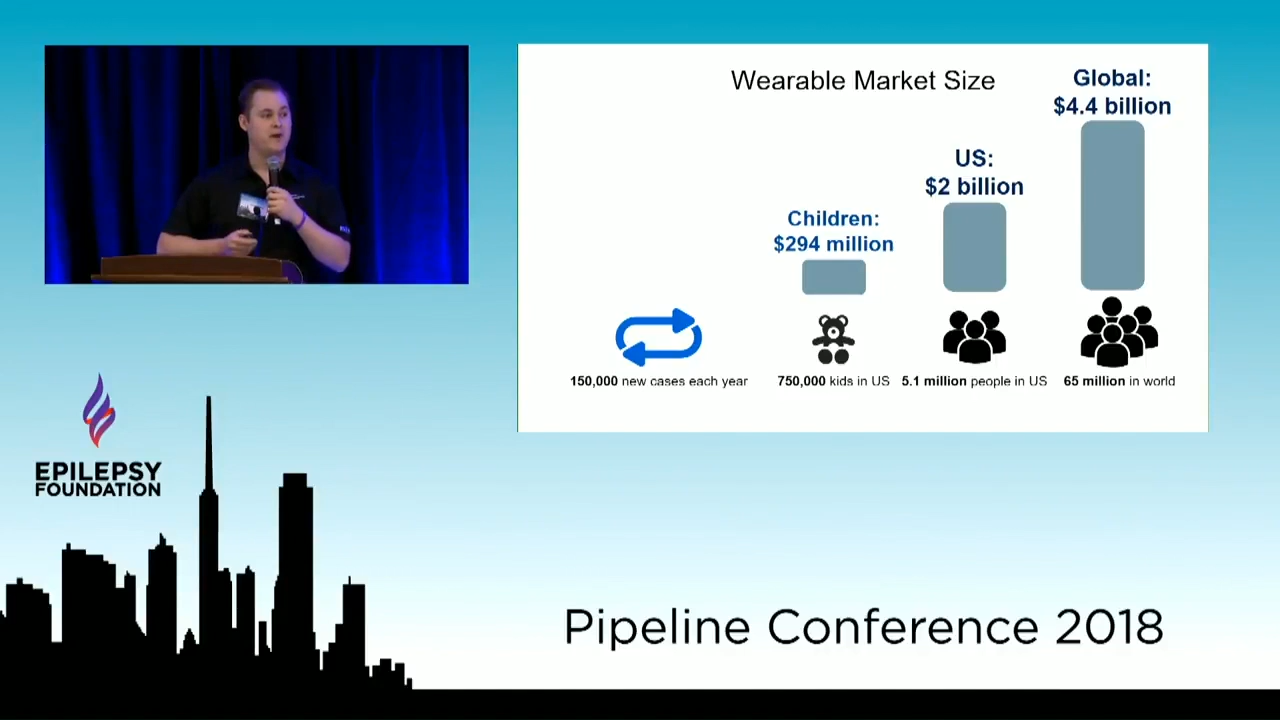 Wearable Market Size
Global:
$4.4 billion
US:
$2 billion
Children:
$294 million
150,000 new cases each year
750,000 kids in US
5.1 million people in US
65 million in world
EPILEPSY
FOUNDATION
Pipeline Conference 2018